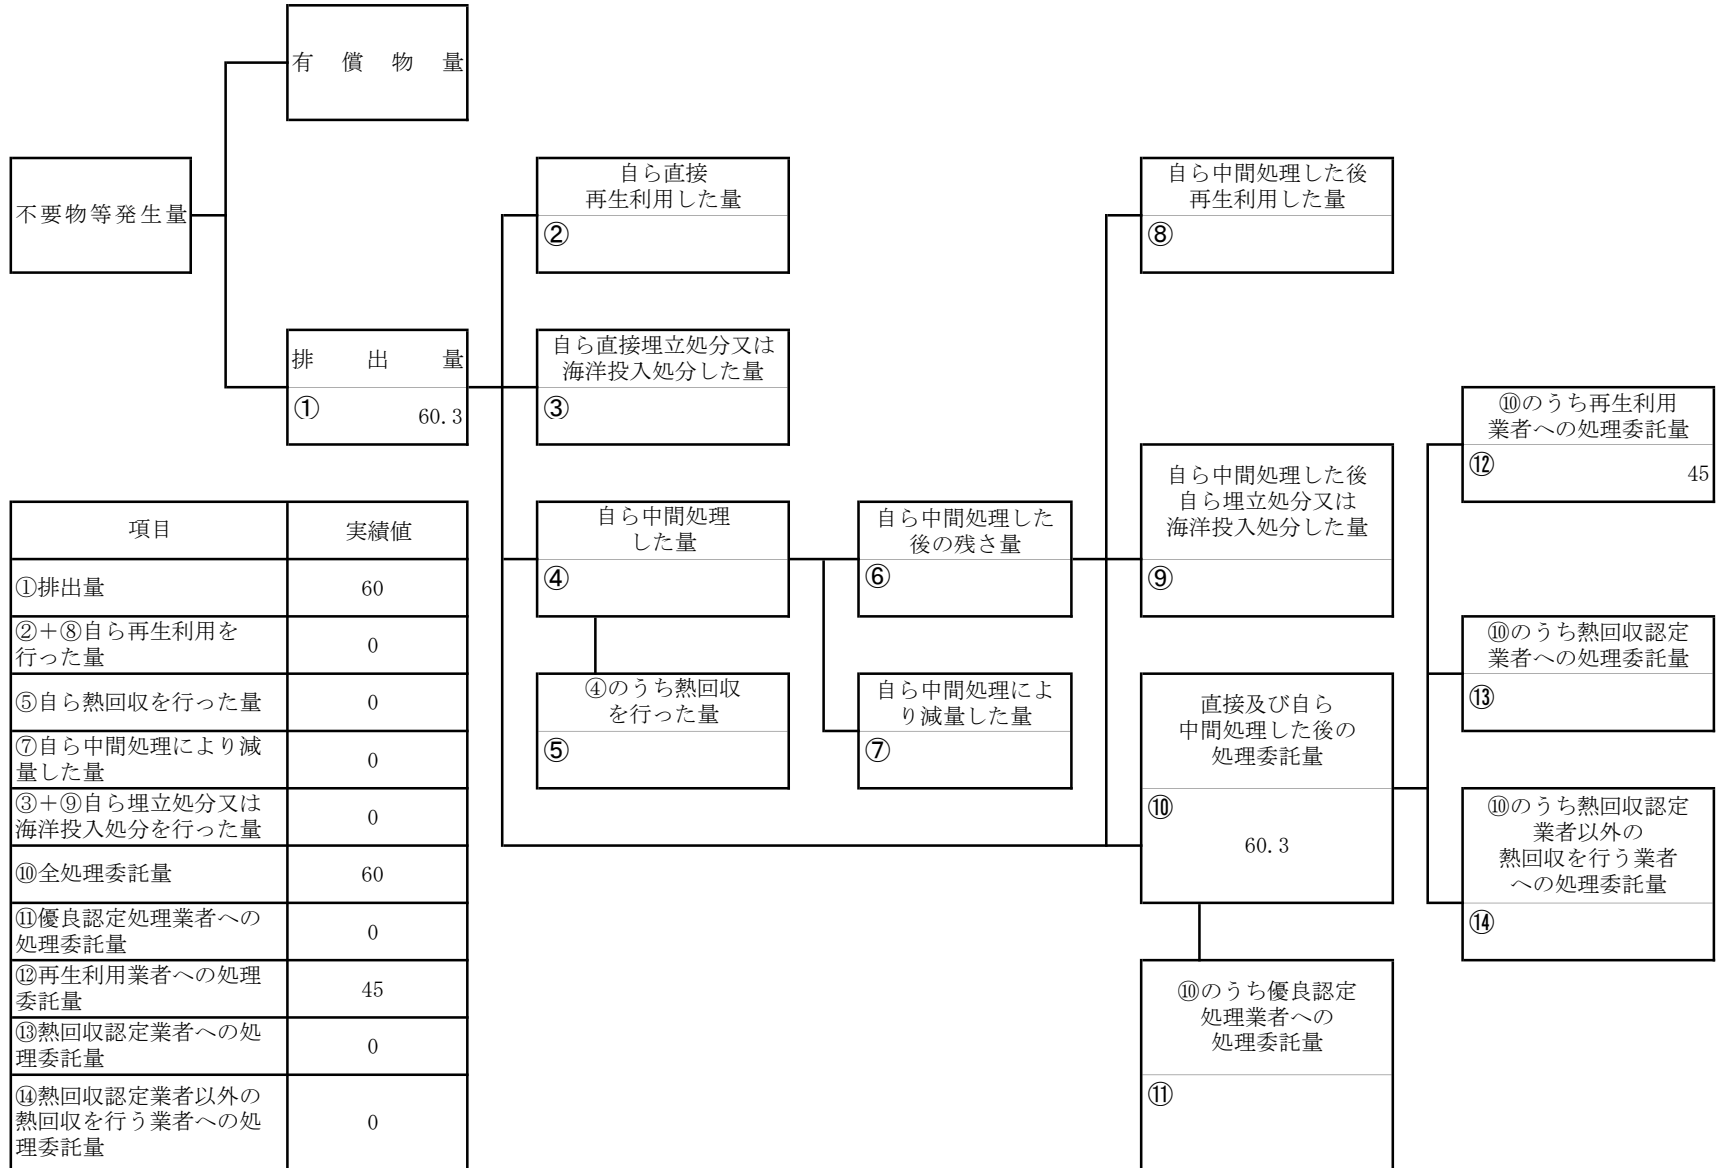 有償物量
不要物等発生量
自ら直接
再生利用した量
②
自ら中間処理した後
再生利用した量
⑧
排出量
①
60.3
自ら直接埋立処分又は
海洋投入処分した量
③
⑩のうち再生利用
業者への処理委託量
⑫
45
自ら中間処理
した量
④
自ら中間処理した
後の残さ量
⑥
自ら中間処理した後
自ら埋立処分又は
海洋投入処分した量
⑨
⑩のうち熱回収認定
業者への処理委託量
⑬
④のうち熱回収
を行った量
⑤
自ら中間処理によ
り減量した量
⑦
直接及び自ら
中間処理した後の
処理委託量
⑩
60.3
⑩のうち熱回収認定
業者以外の
熱回収を行う業者
への処理委託量
⑭
⑩のうち優良認定
処理業者への
処理委託量
⑪
項目 実績値
①排出量 60
②＋⑧自ら再生利用を
行った量 0
⑤自ら熱回収を行った量 0
⑦自ら中間処理により減
量した量 0
③＋⑨自ら埋立処分又は
海洋投入処分を行った量 0
⑩全処理委託量 60
⑪優良認定処理業者への
処理委託量 0
⑫再生利用業者への処理
委託量 45
⑬熱回収認定業者への処
理委託量 0
⑭熱回収認定業者以外の
熱回収を行う業者への処
理委託量 0